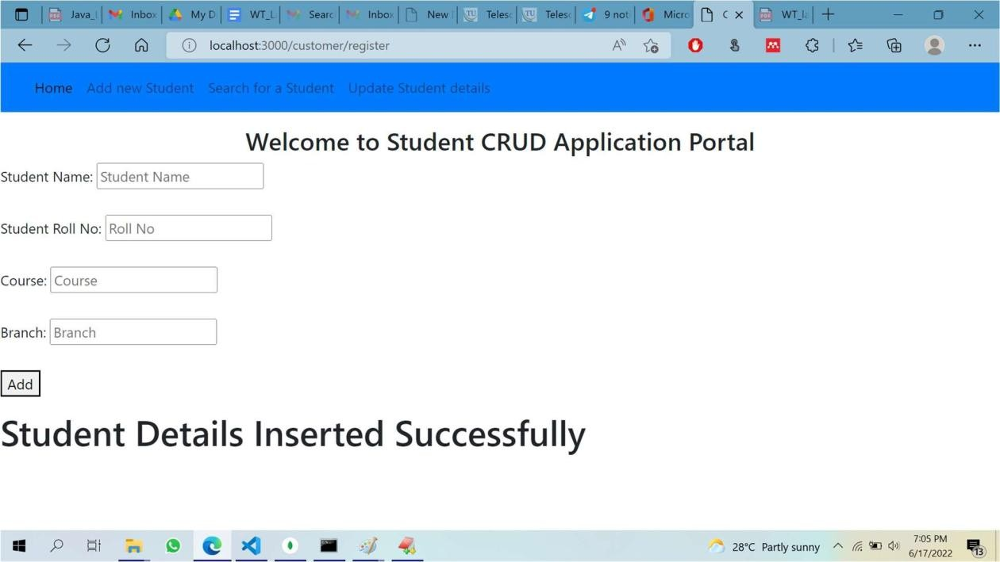 Java_L Inbox My D WT_L Searc Inbox New Telesc Telesc 9 noti Micro C WT_la
localhost:3000/customer/register
Home Add new Student Search for a Student Update Student details
Welcome to Student CRUD Application Portal
Student Name: Student Name
Student Roll No: Roll No
Course: Course
Branch: Branch
Add
Student Details Inserted Successfully
28°C Partly sunny
7:05 PM
6/17/2022
13